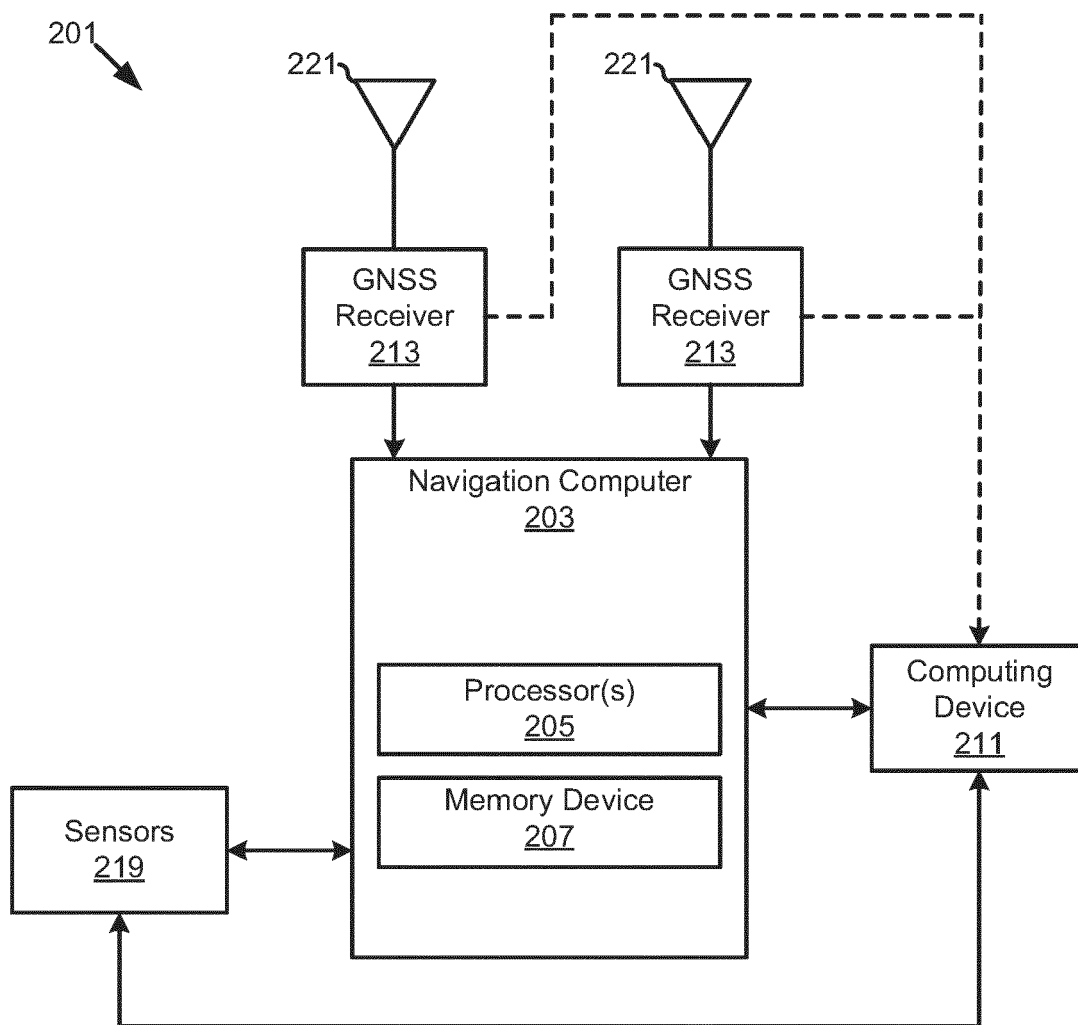 201
221
221
GNSS
Receiver
213
GNSS
Receiver
213
Navigation Computer
203
Processor(s)
205
Memory Device
207
Computing
Device
211
Sensors
219